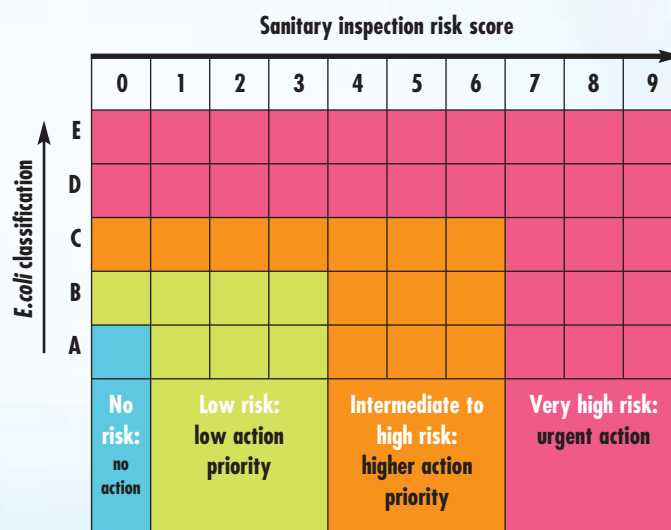 Sanitary inspection risk score
0 1 2 3 4 5 6 7 8 9
E
D
C
B
A
E.coli classification
No
risk:
no
action
Low risk:
low action
priority
Intermediate to
high risk:
higher action
priority
Very high risk:
urgent action